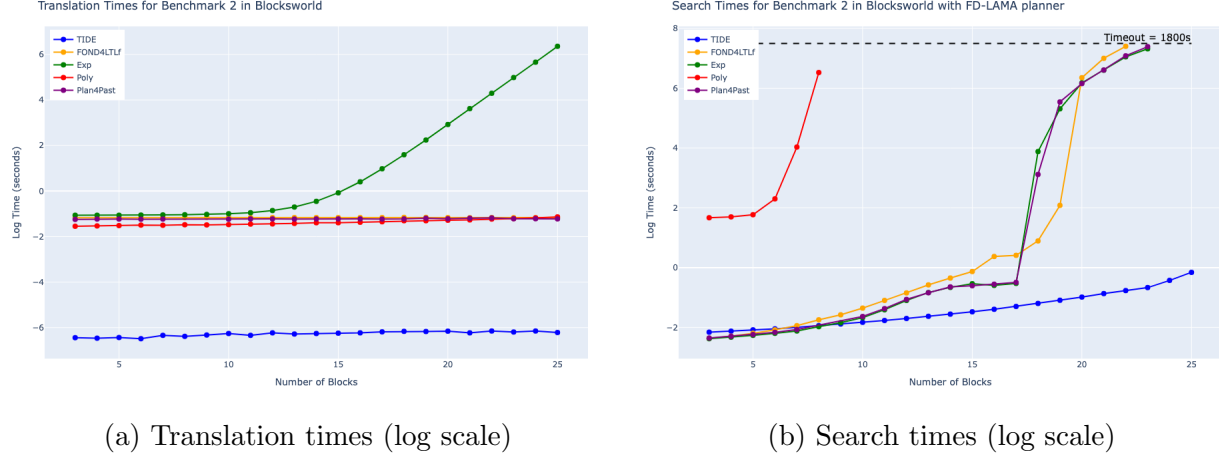 Translation Times for Benchmark 2 in Blocksworld
TIDE
FOND4LTLf
Exp
Poly
Plan4Past
6
4
2
0
−2
−4
−6
Log Time (seconds)
5
10
15
20
25
Number of Blocks
(a) Translation times (log scale)
Search Times for Benchmark 2 in Blocksworld with FD-LAMA planner
Timeout = 1800s
TIDE
FOND4LTLf
Exp
Poly
Plan4Past
8
6
4
2
0
−2
Log Time (seconds)
5
10
15
20
25
Number of Blocks
(b) Search times (log scale)